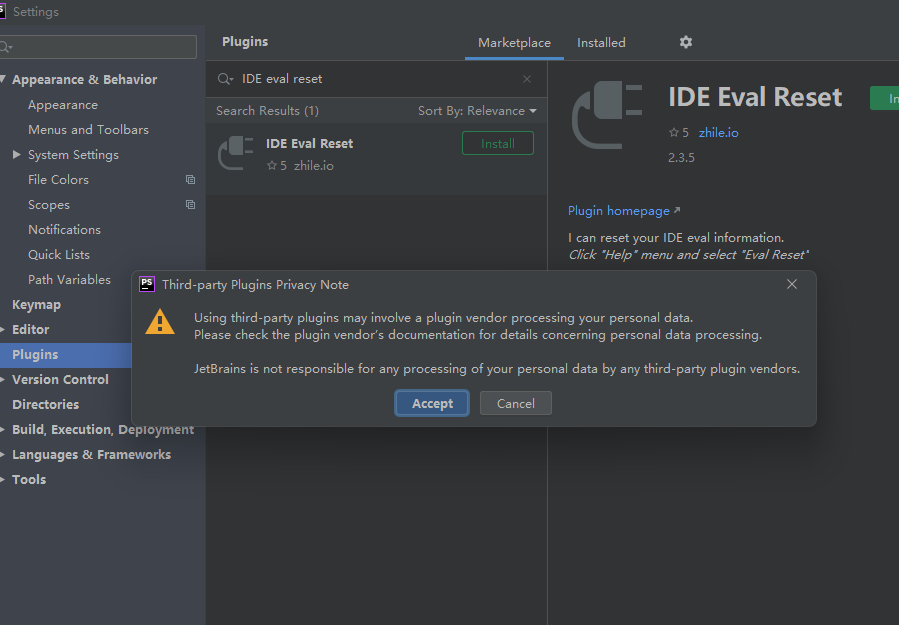 Settings
Plugins
Marketplace
Installed
Appearance & Behavior
Appearance
Menus and Toolbars
System Settings
File Colors
Scopes
Notifications
Quick Lists
Path Variables
Keymap
Editor
Plugins
Version Control
Directories
Build, Execution, Deployment
Languages & Frameworks
Tools
IDE eval reset
Search Results (1)
Sort By: Relevance
IDE Eval Reset
Install
5 zhile.io
IDE Eval Reset
In
5 zhile.io
2.3.5
Plugin homepage
I can reset your IDE eval information.
Click "Help" menu and select "Eval Reset"
PS Third-party Plugins Privacy Note
Using third-party plugins may involve a plugin vendor processing your personal data.
Please check the plugin vendor's documentation for details concerning personal data processing.
JetBrains is not responsible for any processing of your personal data by any third-party plugin vendors.
Accept
Cancel